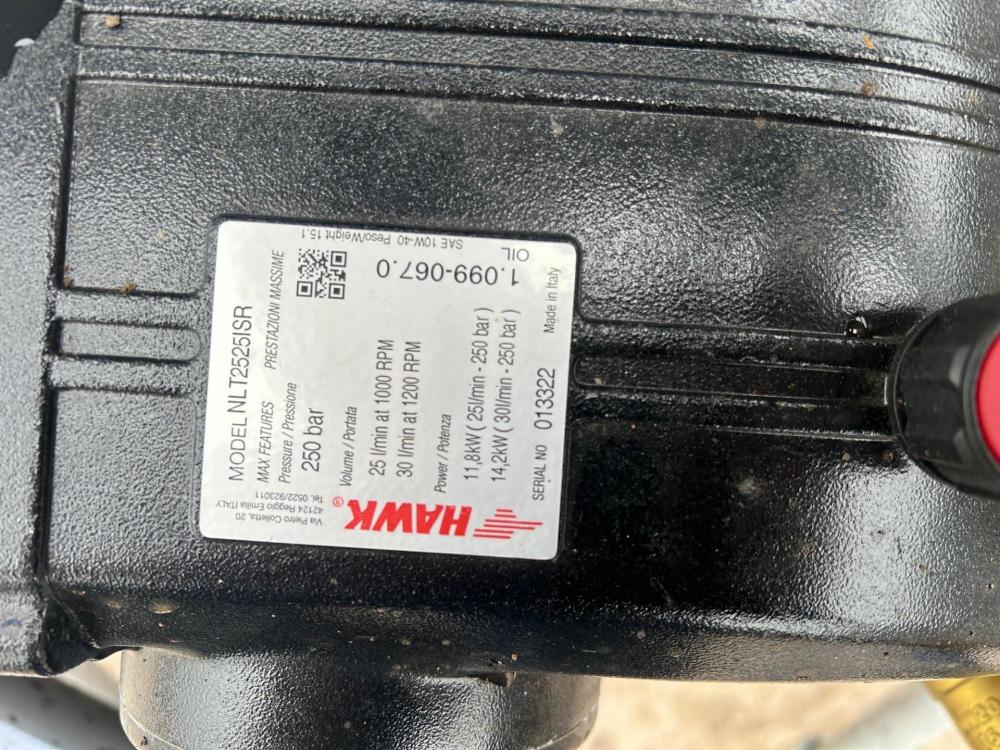 HAWK®
Via Pietro Colletta, 20
42124 Reggio Emilia ITALY
Tel. 0522/923011
MODEL NLT2525ISR
MAX FEATURES PRESTAZIONI MASSIME
Pressure / Pressione
250 bar
Volume / Portata
25 l/min at 1000 RPM
30 l/min at 1200 RPM
Power / Potenza
11,8kW ( 25l/min - 250 bar )
14,2kW ( 30l/min - 250 bar )
SERIAL NO 013322 Made in Italy
OIL
SAE 10W-40 Peso/Weight 15.1
1.099-067.0